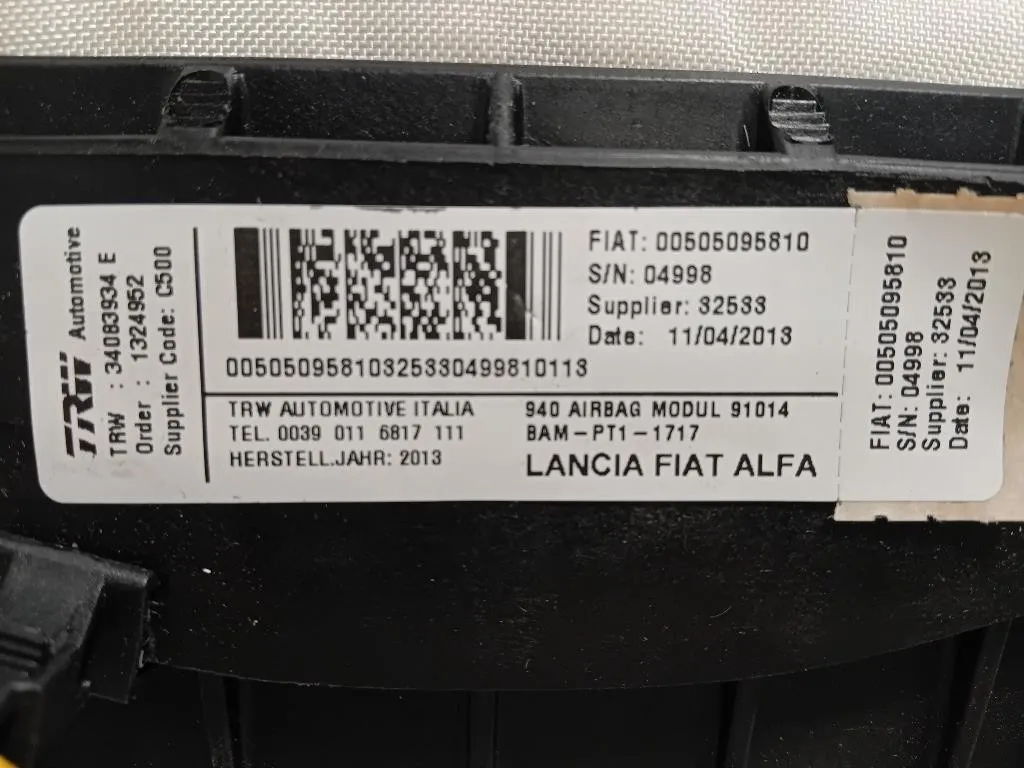 TRW Automotive
TRW : 34083934 E
Order : 1324952
Supplier Code: C500
FIAT: 00505095810
S/N: 04998
Supplier: 32533
Date: 11/04/2013
00505095810325330499810113
TRW AUTOMOTIVE ITALIA
TEL. 0039 011 6817 111
HERSTELL.JAHR: 2013
940 AIRBAG MODUL 91014
BAM-PT1-1717
LANCIA FIAT ALFA
FIAT: 00505095810
S/N: 04998
Supplier: 32533
Date: 11/04/2013